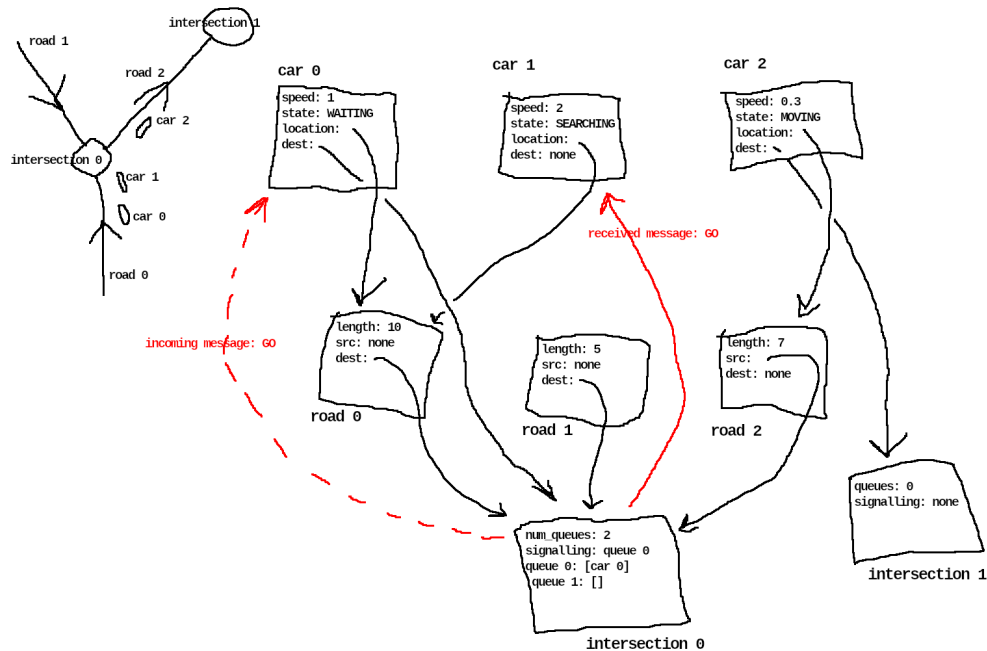 intersection 1
road 1
road 2
car 2
intersection 0
car 1
car 0
road 0
car 0
speed: 1
state: WAITING
location:
dest:
car 1
speed: 2
state: SEARCHING
location:
dest: none
car 2
speed: 0.3
state: MOVING
location:
dest:
received message: GO
incoming message: GO
length: 10
src: none
dest:
road 0
length: 5
src: none
dest:
road 1
length: 7
src:
dest: none
road 2
queues: 0
signalling: none
intersection 1
num_queues: 2
signalling: queue 0
queue 0: [car 0]
queue 1: []
intersection 0